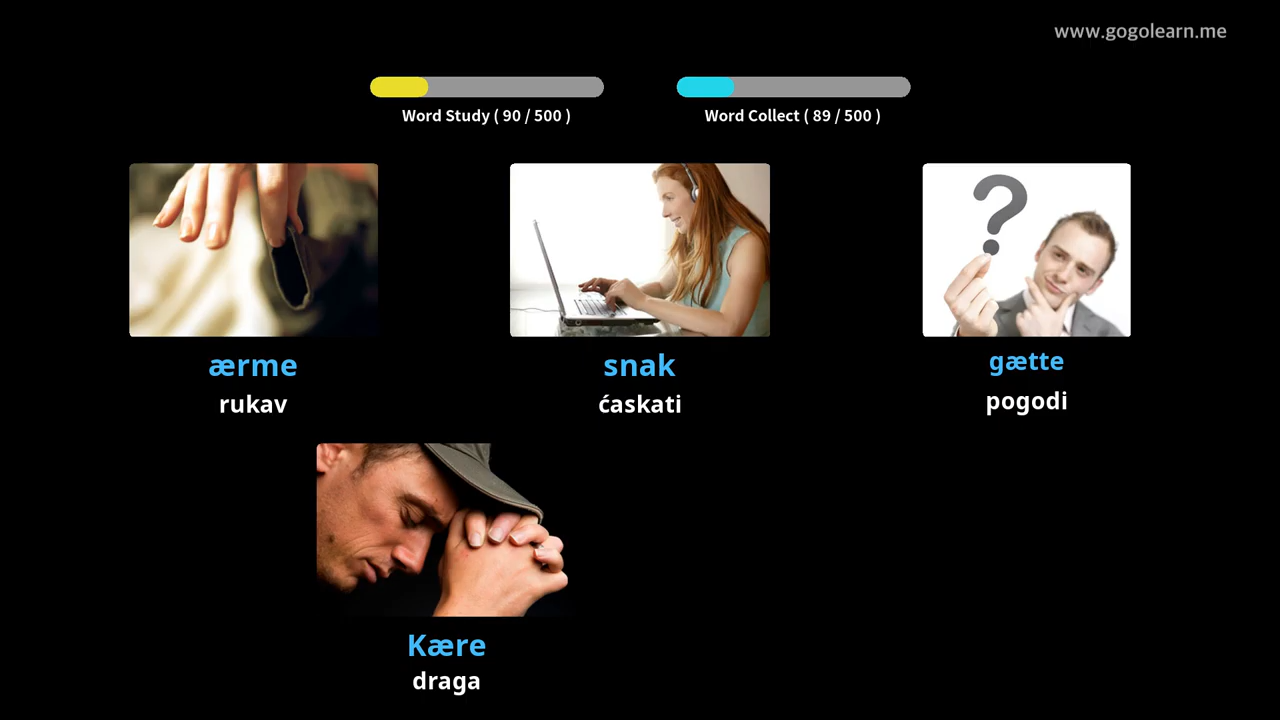 www.gogolearn.me
Word Study ( 90 / 500 )
Word Collect ( 89 / 500 )
ærme
rukav
snak
ćaskati
gætte
pogodi
Kære
draga